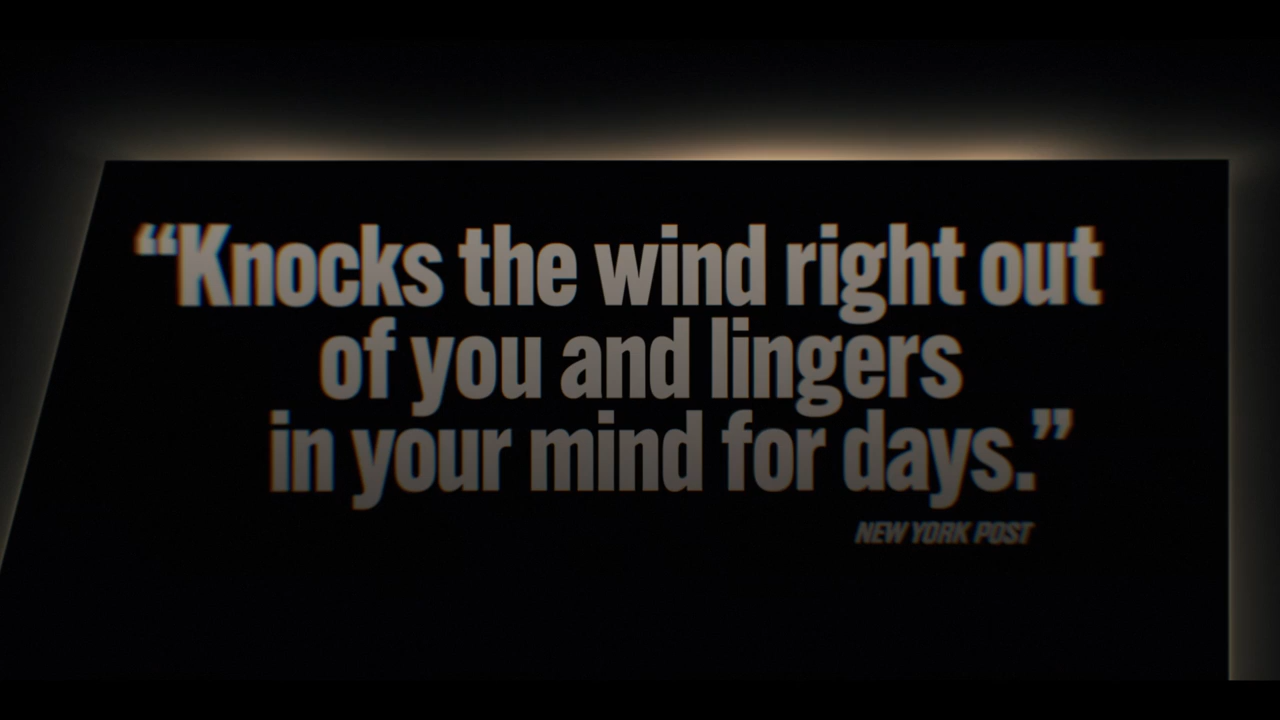 “Knocks the wind right out
of you and lingers
in your mind for days.”
NEW YORK POST